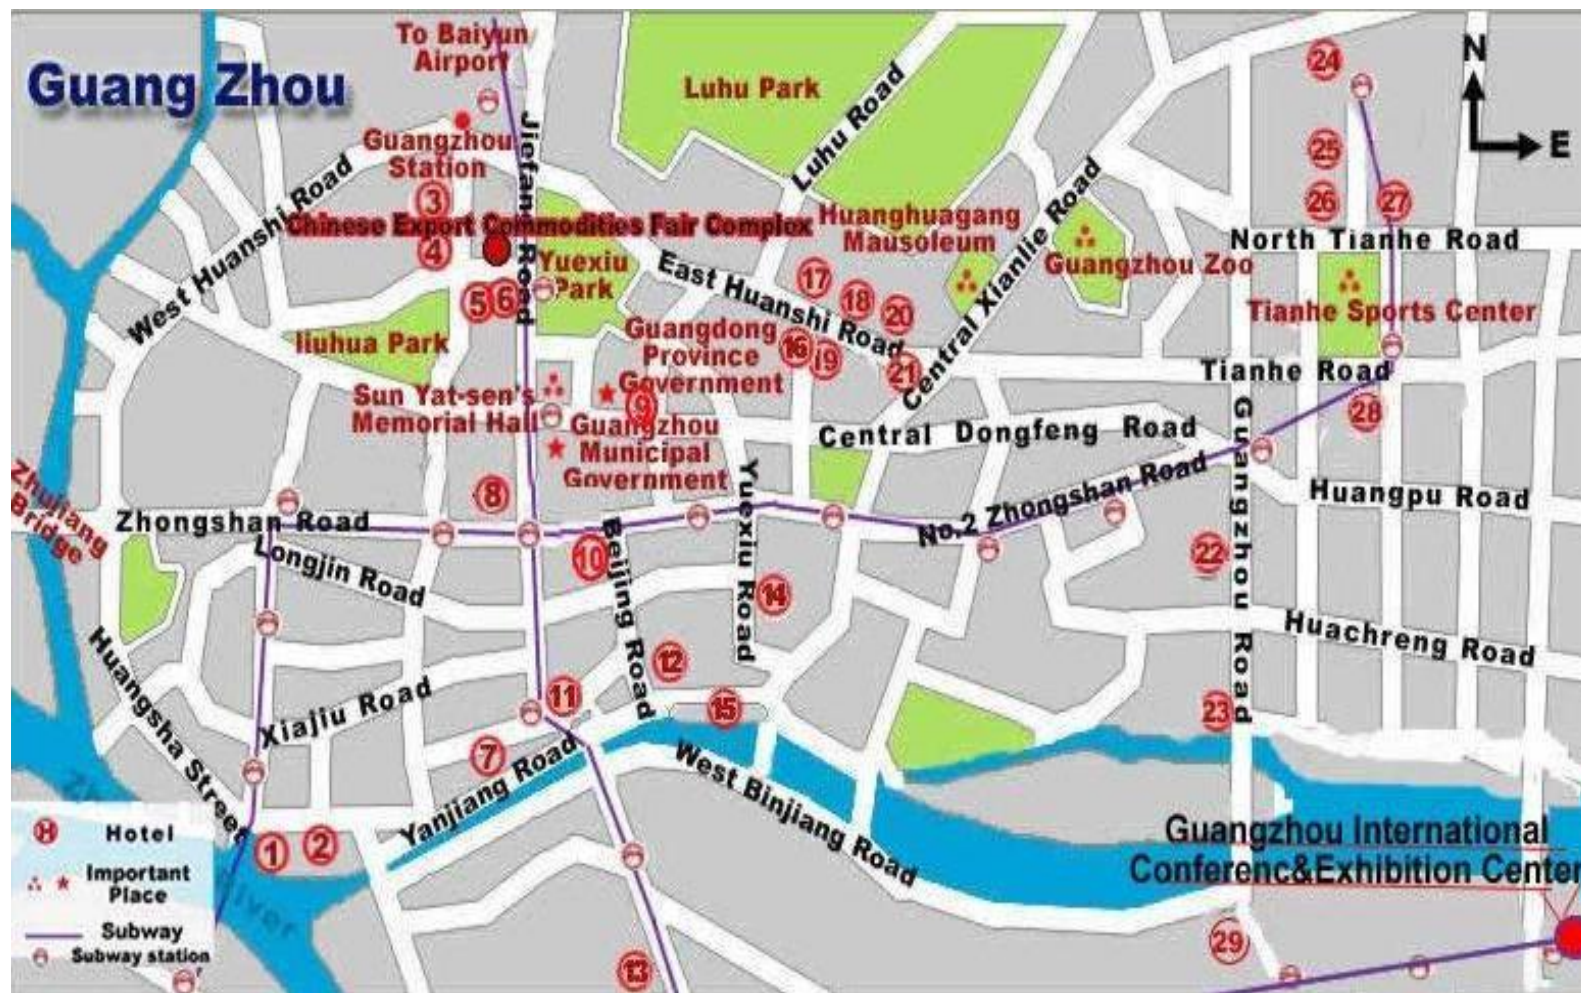 To Baiyun
Airport
Guang Zhou
N
E
24
25
26
27
Luhu Park
Luhu Road
Jiefang Road
Guangzhou
Station
West Huanshi Road
3
Chinese Export Commodities Fair Complex
4
Huanghuagang
Mausoleum
Central Xianlie Road
North Tianhe Road
Guangzhou Zoo
Yuexiu
Park
East Huanshi Road
17
18
20
5
6
Tianhe Sports Center
liuhua Park
Guangdong
Province
Government
16
19
21
Tianhe Road
Sun Yat-sen's
Memorial Hall
9
28
Guangzhou
Municipal
Government
Central Dongfeng Road
Guangzhou Road
Zhujiang
Bridge
8
Yuexiu Road
No.2 Zhongshan Road
Huangpu Road
Zhongshan Road
Longjin Road
10
Beijing Road
22
14
Huachreng Road
Huangsha Street
12
Xiajiu Road
11
15
23
7
Yanjiang Road
West Binjiang Road
1
2
Guangzhou International
Conferenc&Exhibition Center
H Hotel
Important
Place
Subway
Subway station
River
13
29